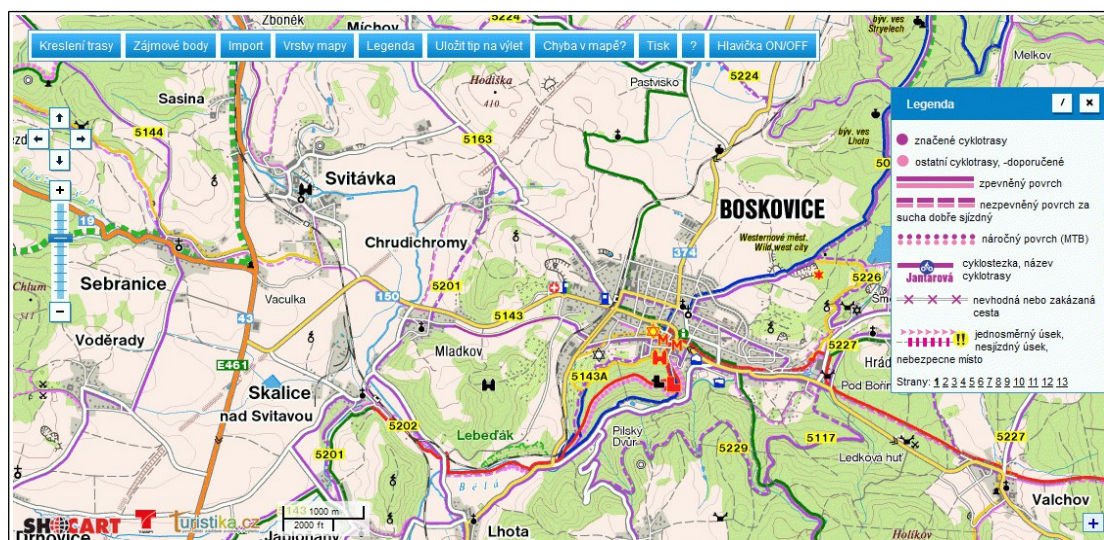 Zboněk
Míchov
5224
Kreslení trasy
Zájmové body
Import
Vrstvy mapy
Legenda
Uložit tip na výlet
Chyba v mapě?
Tisk
?
Hlavička ON/OFF
býv. ves
Stryelech
Melkov
Hodiška
410
Pastvisko
5224
Sasina
5144
5163
Svitávka
býv. ves
Lhota
Legenda
značené cyklotrasy
ostatní cyklotrasy, -doporučené
zpevněný povrch
nezpevněný povrch za
sucha dobře sjízdný
náročný povrch (MTB)
cyklostezka, název
cyklotrasy
Jantarová
nevhodná nebo zakázaná
cesta
jednosměrný úsek,
nesjízdný úsek,
nebezpecne místo
!!
Strany: 1 2 3 4 5 6 7 8 9 10 11 12 13
19
BOSKOVICE
Westernové měst.
Wild west city
374
Chrudichromy
Sebranice
Chlum
341
Vaculka
150
5201
5226
43
5143
Voděrady
Mladkov
5227
E461
5143A
Pod
Skalice
nad Svitavou
5202
Lebeďák
Pilský
Dvůr
5117
5229
Ledková huť
5227
5201
Bělá
Valchov
143
1000 m
2000 ft
SHOCART
turistika.cz
Lhota
Holíkov